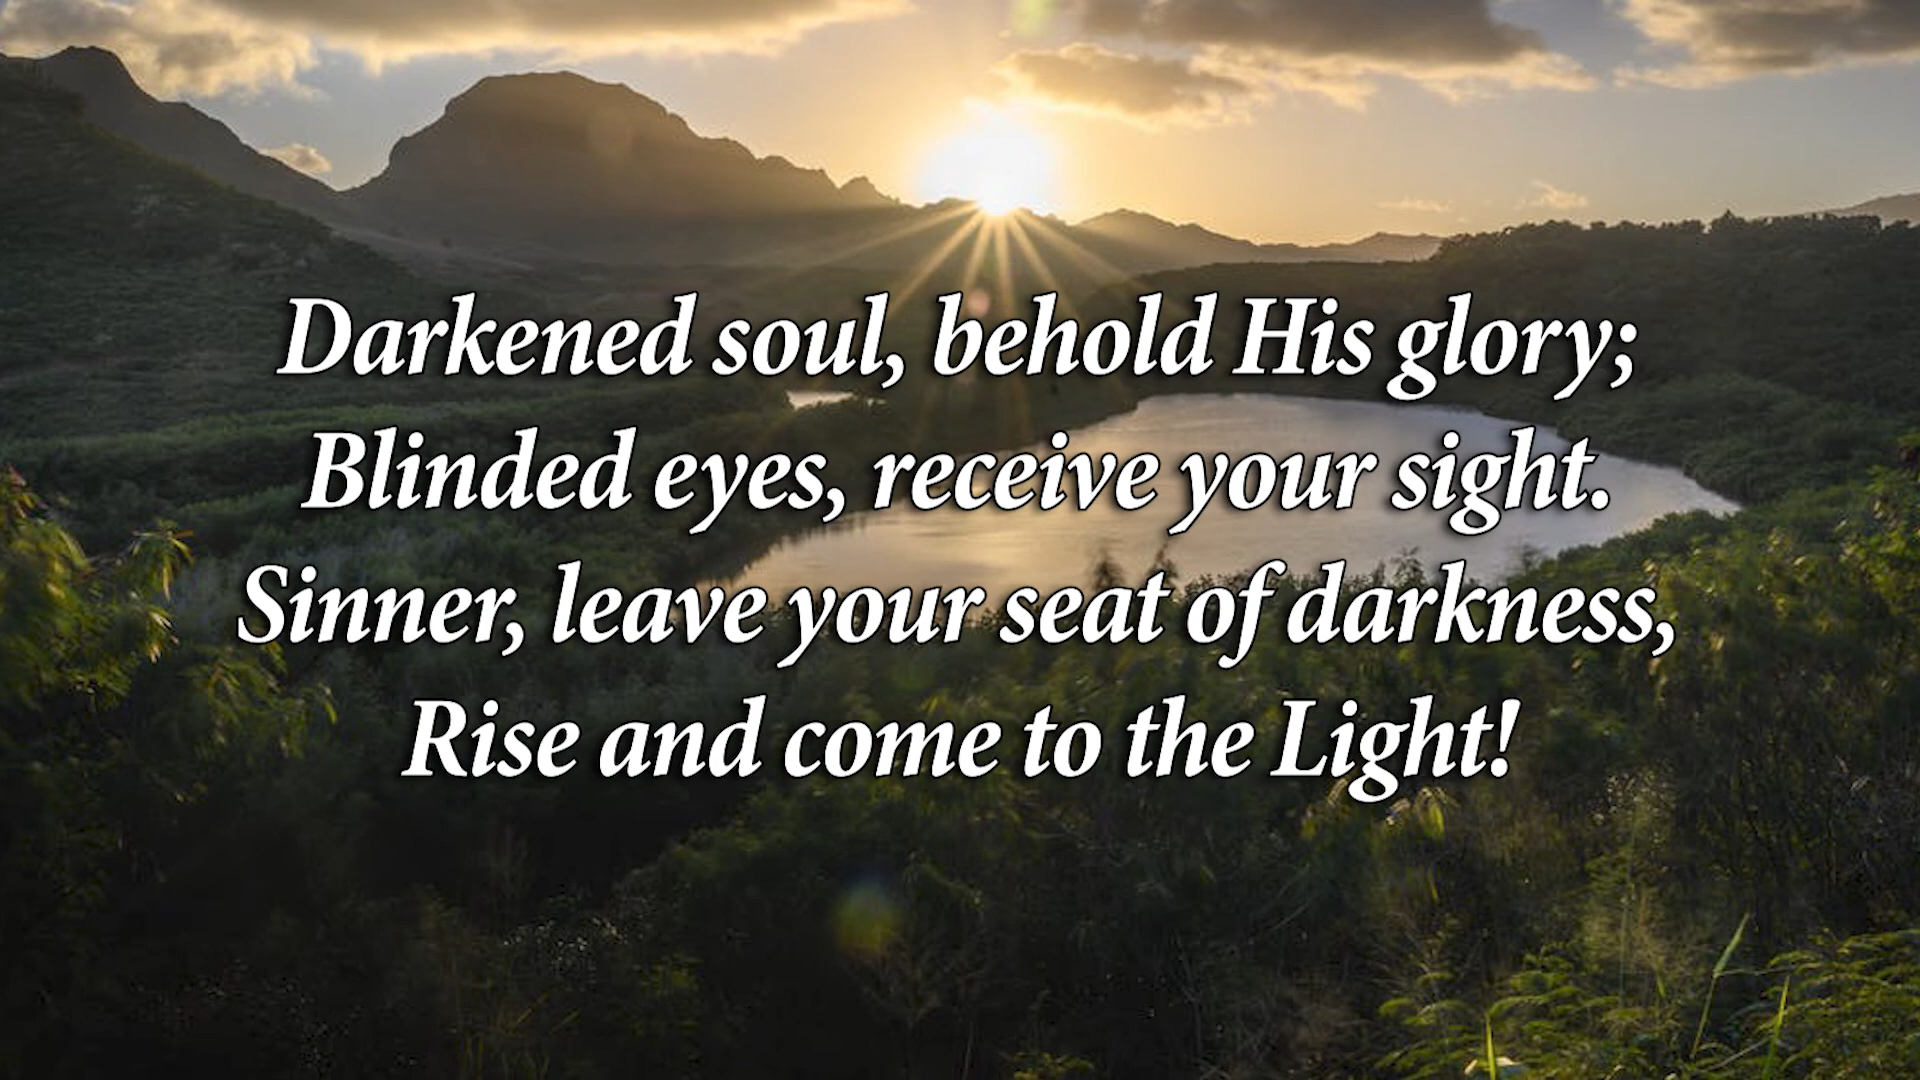 Darkened soul, behold His glory;
Blinded eyes, receive your sight.
Sinner, leave your seat of darkness,
Rise and come to the Light!